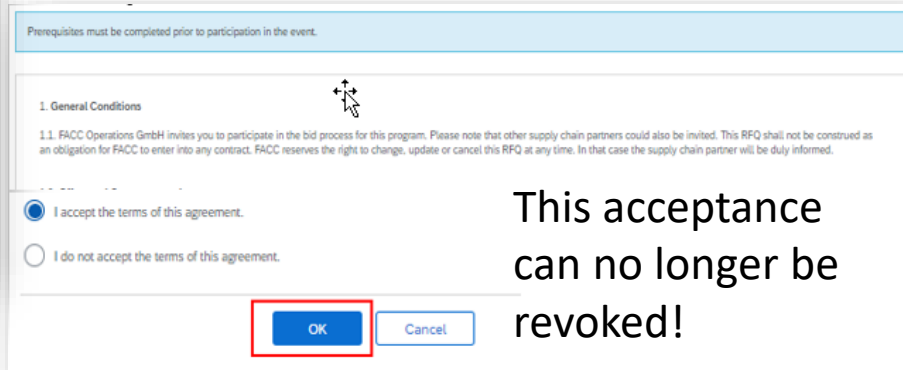 Prerequisites must be completed prior to participation in the event.
1. General Conditions
1.1. FACC Operations GmbH invites you to participate in the bid process for this program. Please note that other supply chain partners could also be invited. This RFQ shall not be construed as
an obligation for FACC to enter into any contract. FACC reserves the right to change, update or cancel this RFQ at any time. In that case the supply chain partner will be duly informed.
I accept the terms of this agreement.
I do not accept the terms of this agreement.
OK Cancel
This acceptance
can no longer be
revoked!